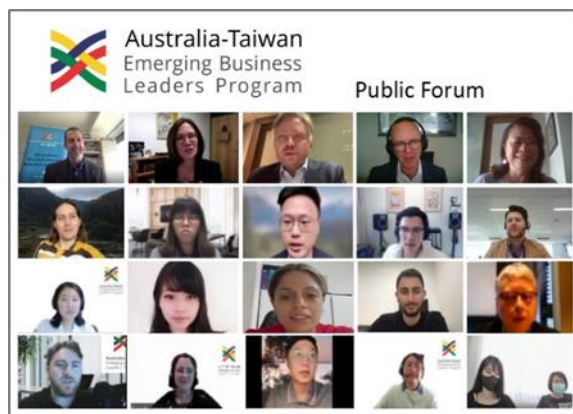 Australia-Taiwan
Emerging Business
Leaders Program
Public Forum